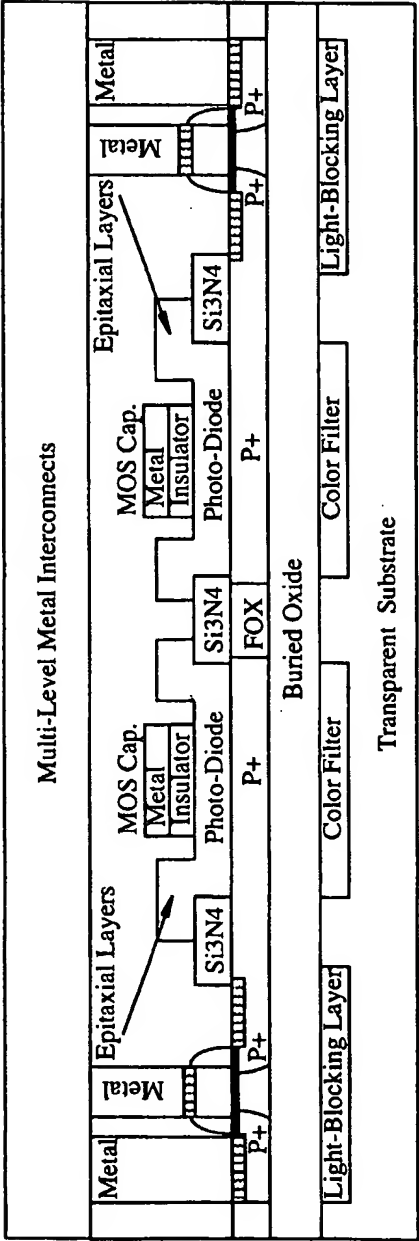 Multi-Level Metal Interconnects
Epitaxial Layers
MOS Cap.
MOS Cap.
Epitaxial Layers
Metal
Metal
Metal
Insulator
Metal
Insulator
Metal
Metal
Si3N4
Photo-Diode
Si3N4
Photo-Diode
Si3N4
P+
P+
P+
FOX
P+
P+
P+
Buried Oxide
Light-Blocking Layer
Color Filter
Color Filter
Light-Blocking Layer
Transparent Substrate